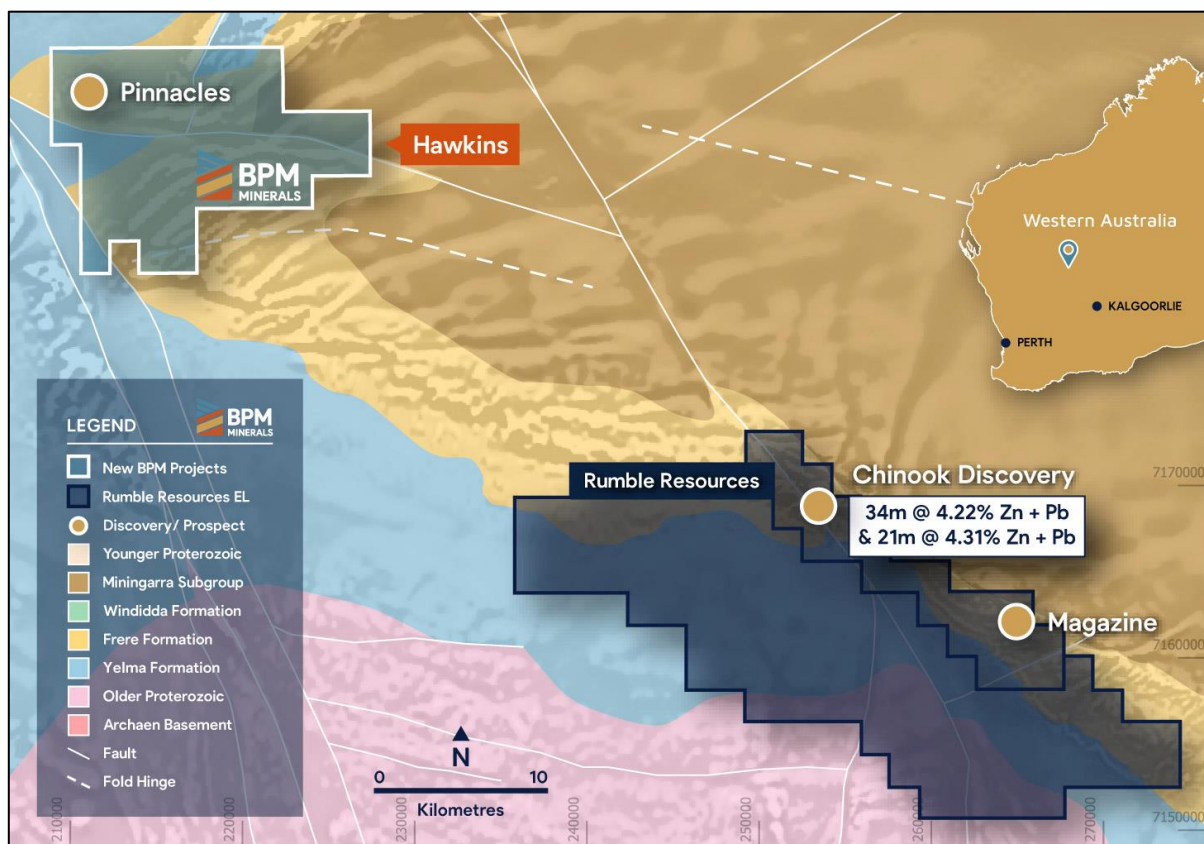 Pinnacles
Hawkins
BPM
MINERALS
Western Australia
KALGOORLIE
PERTH
LEGEND
BPM
MINERALS
New BPM Projects
Rumble Resources EL
Discovery/ Prospect
Younger Proterozoic
Miningarra Subgroup
Windidda Formation
Frere Formation
Yelma Formation
Older Proterozoic
Archaen Basement
Fault
Fold Hinge
Rumble Resources
Chinook Discovery
34m @ 4.22% Zn + Pb
& 21m @ 4.31% Zn + Pb
Magazine
7170000
7160000
7150000
N
0 10
Kilometres
210000
220000
230000
240000
250000
260000
270000